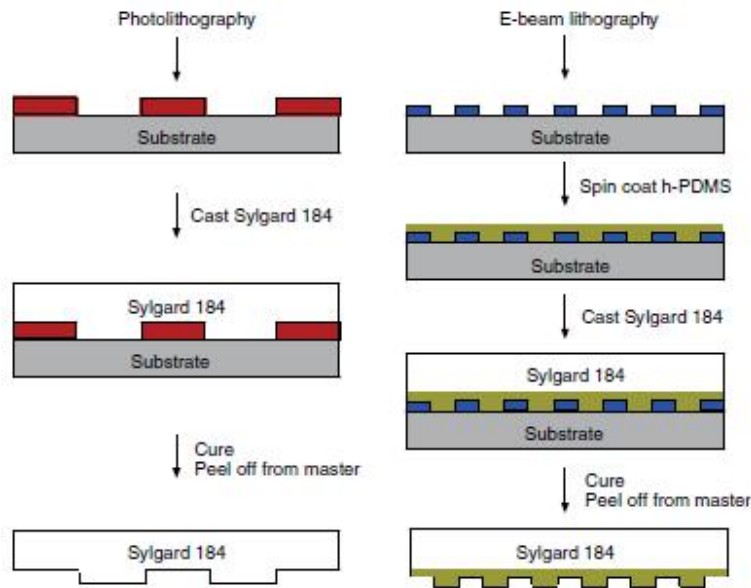 Photolithography
Substrate
Cast Sylgard 184
Sylgard 184
Substrate
Cure
Peel off from master
Sylgard 184
E-beam lithography
Substrate
Spin coat h-PDMS
Substrate
Cast Sylgard 184
Sylgard 184
Substrate
Cure
Peel off from master
Sylgard 184